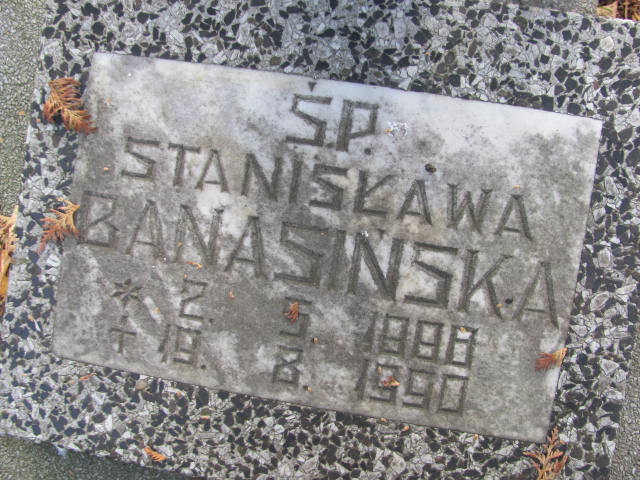 Ś.P.
STANISŁAWA
BANASIŃSKA
* 2. 5. 1898
+ 19. 8. 1990